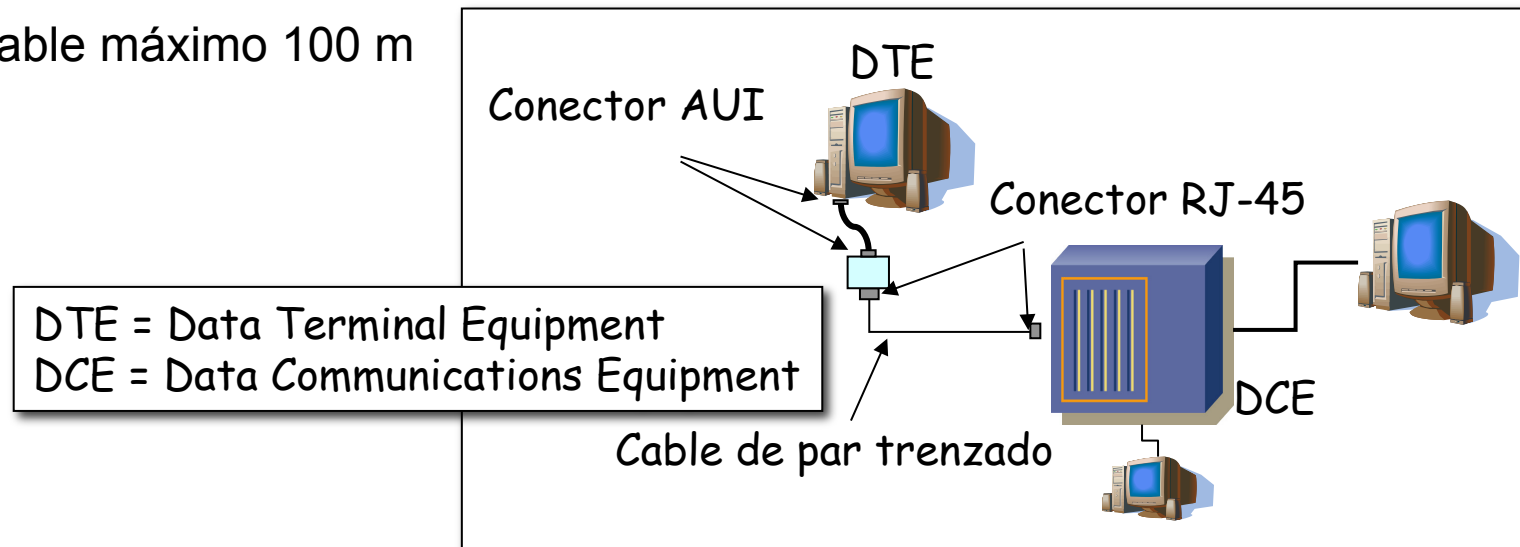 able máximo 100 m
DTE
Conector AUI
Conector RJ-45
DTE = Data Terminal Equipment
DCE = Data Communications Equipment
DCE
Cable de par trenzado